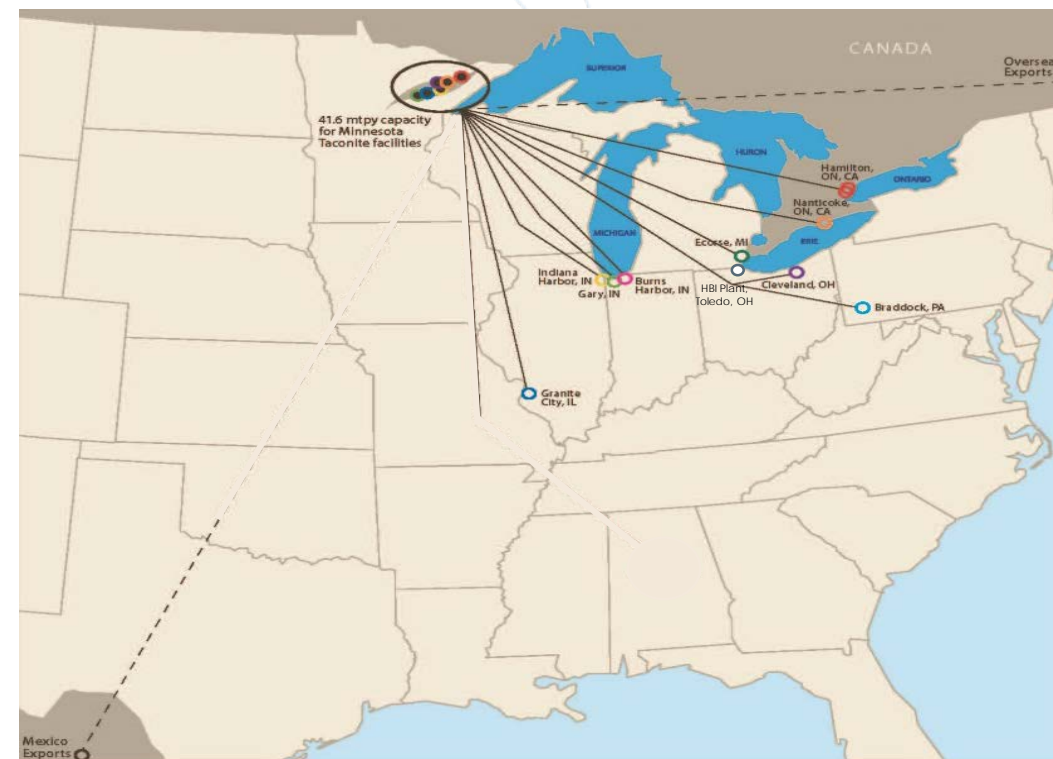 CANADA
Overseas
Exports
SUPERIOR
41.6 mtpy capacity
for Minnesota
Taconite facilities
HURON
Hamilton,
ON, CA
ONTARIO
Nanticoke,
ON, CA
MICHIGAN
Ecorse, MI
ERIE
Indiana
Harbor, IN
Gary, IN
Burns
Harbor, IN
HBI Plant,
Toledo, OH
Cleveland, OH
Braddock, PA
Granite
City, IL
Mexico
Exports